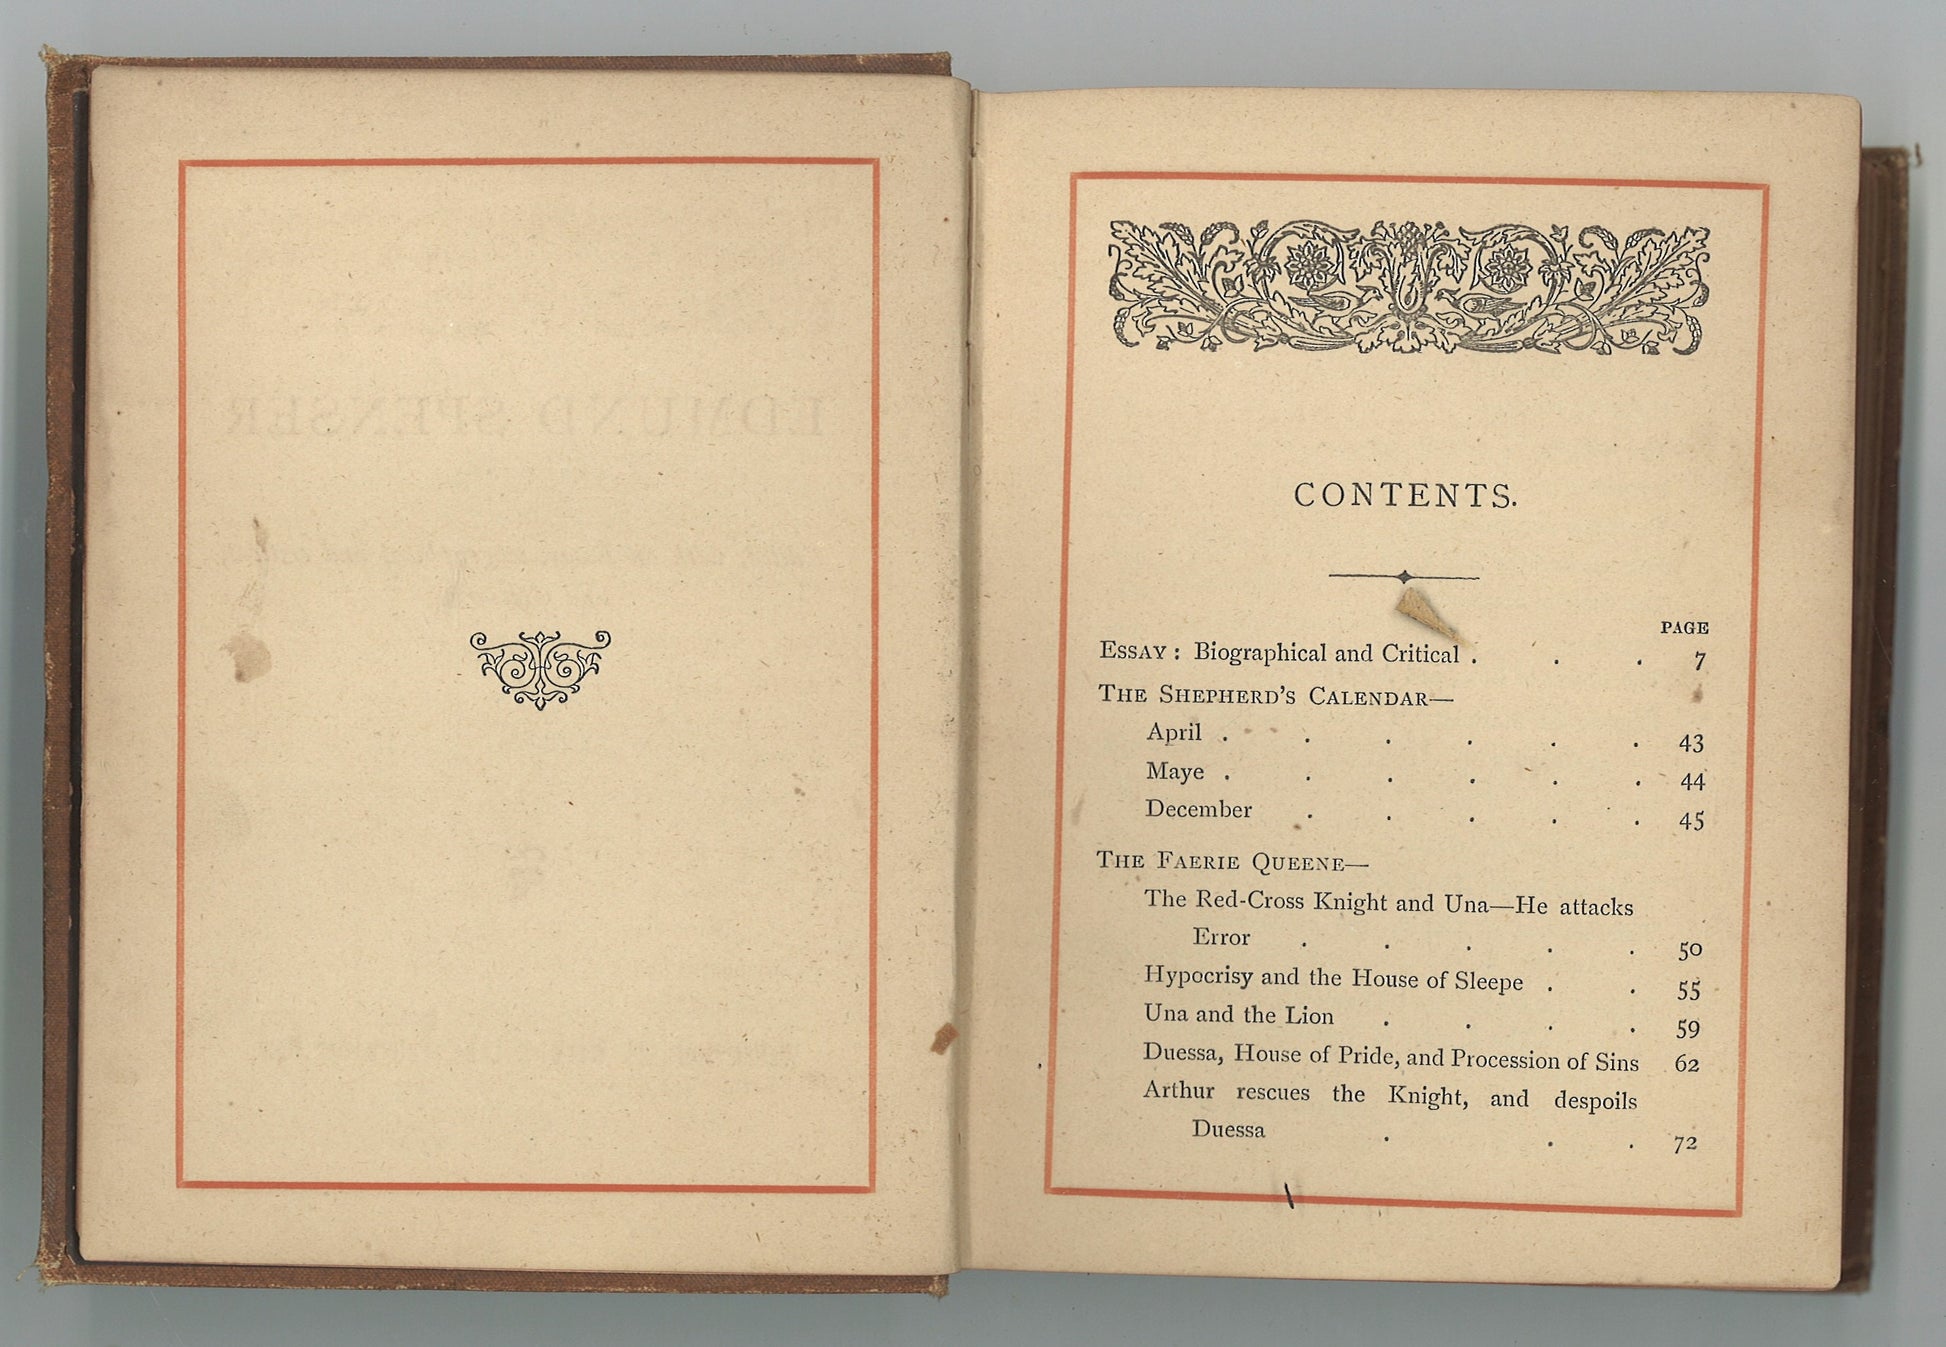 EDMUND SPENSER
CONTENTS.
PAGE
ESSAY : Biographical and Critical . . . 7
THE SHEPHERD'S CALENDAR—
April . . . . . . 43
Maye . . . . . . 44
December . . . . . 45
THE FAERIE QUEENE—
The Red-Cross Knight and Una—He attacks
Error . . . . . 50
Hypocrisy and the House of Sleepe . . 55
Una and the Lion . . . . 59
Duessa, House of Pride, and Procession of Sins 62
Arthur rescues the Knight, and despoils
Duessa . . . 72